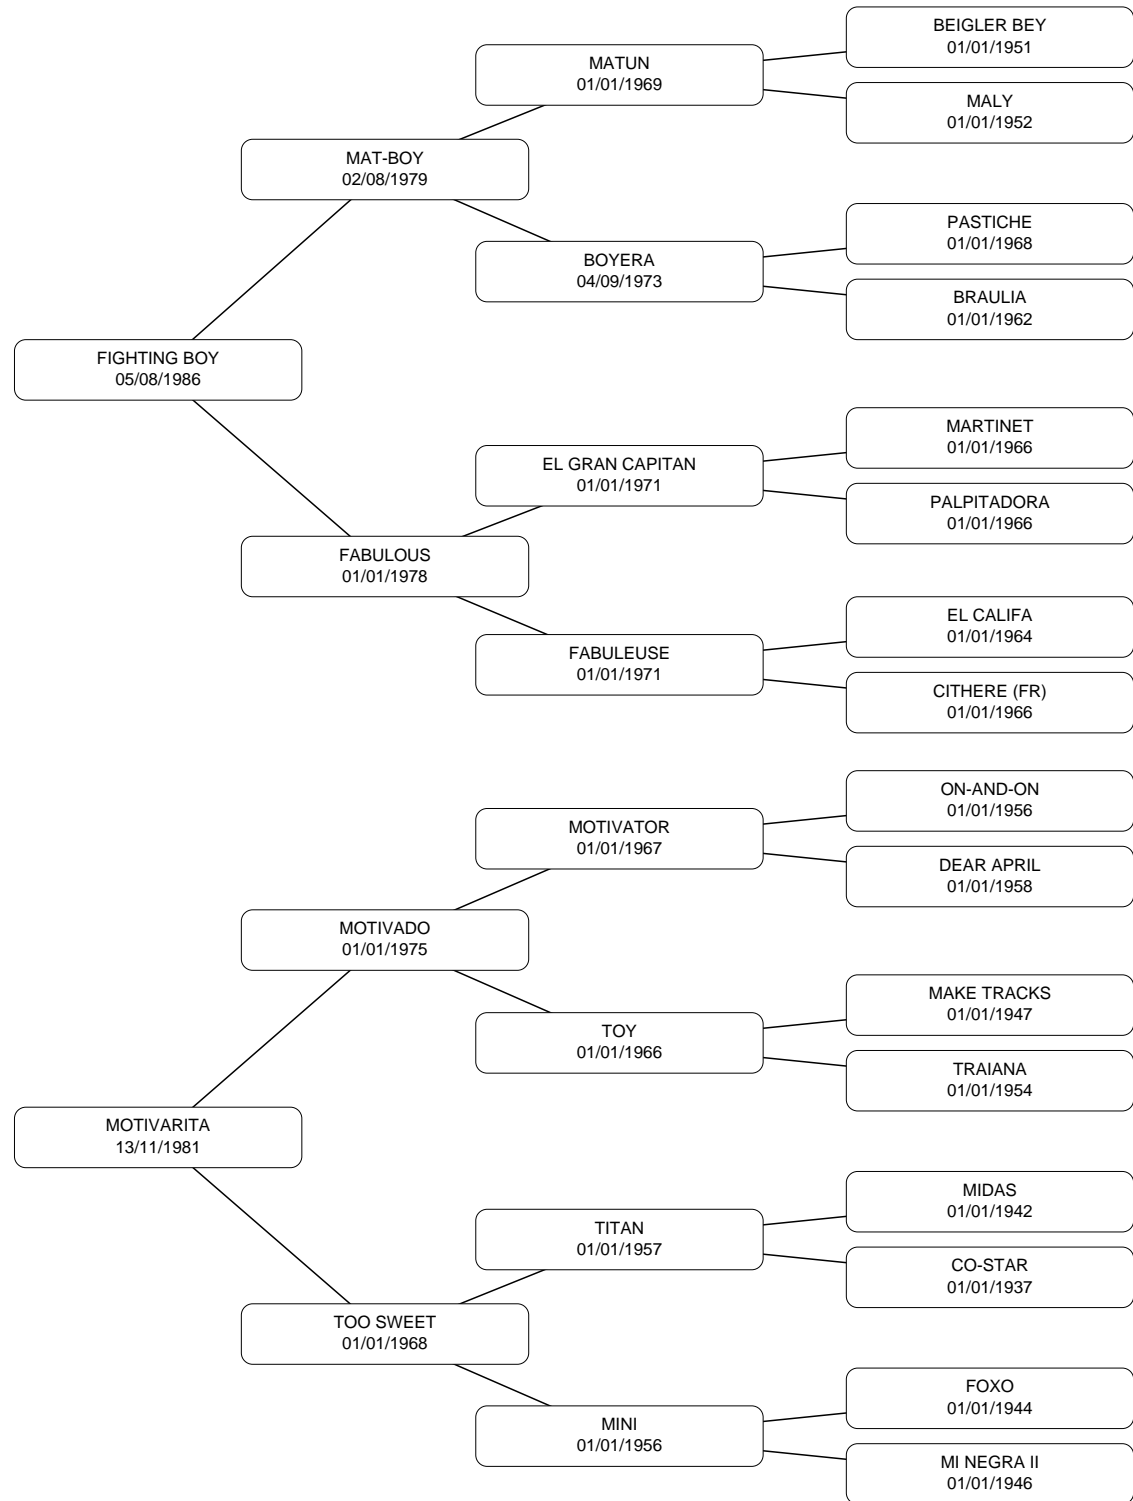 BEIGLER BEY
01/01/1951
MATUN
01/01/1969
MALY
01/01/1952
MAT-BOY
02/08/1979
PASTICHE
01/01/1968
BOYERA
04/09/1973
BRAULIA
01/01/1962
FIGHTING BOY
05/08/1986
MARTINET
01/01/1966
EL GRAN CAPITAN
01/01/1971
PALPITADORA
01/01/1966
FABULOUS
01/01/1978
EL CALIFA
01/01/1964
FABULEUSE
01/01/1971
CITHERE (FR)
01/01/1966
ON-AND-ON
01/01/1956
MOTIVATOR
01/01/1967
DEAR APRIL
01/01/1958
MOTIVADO
01/01/1975
MAKE TRACKS
01/01/1947
TOY
01/01/1966
TRAIANA
01/01/1954
MOTIVARITA
13/11/1981
MIDAS
01/01/1942
TITAN
01/01/1957
CO-STAR
01/01/1937
TOO SWEET
01/01/1968
FOXO
01/01/1944
MINI
01/01/1956
MI NEGRA II
01/01/1946